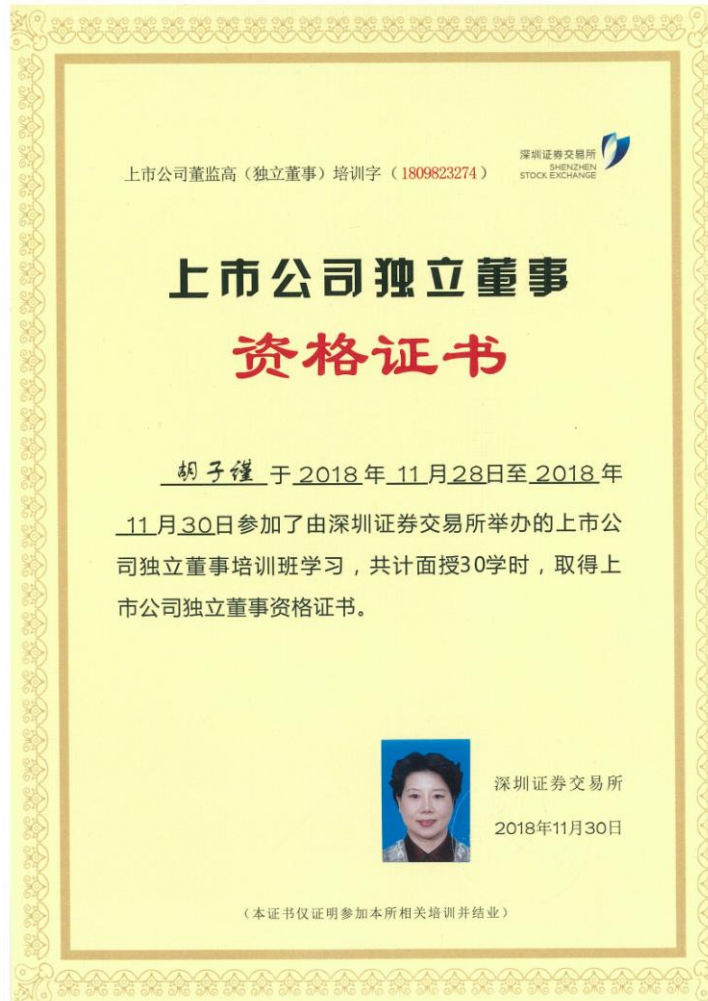 深圳证券交易所
SHENZHEN
STOCK EXCHANGE
上市公司董监高（独立董事）培训字（1809823274）
上市公司独立董事
资格证书
胡子瑾 于 2018 年 11 月 28日至 2018 年
11 月 30日参加了由深圳证券交易所举办的上市公
司独立董事培训班学习，共计面授30学时，取得上
市公司独立董事资格证书。
深圳证券交易所
2018年11月30日
（本证书仅证明参加本所相关培训并结业）